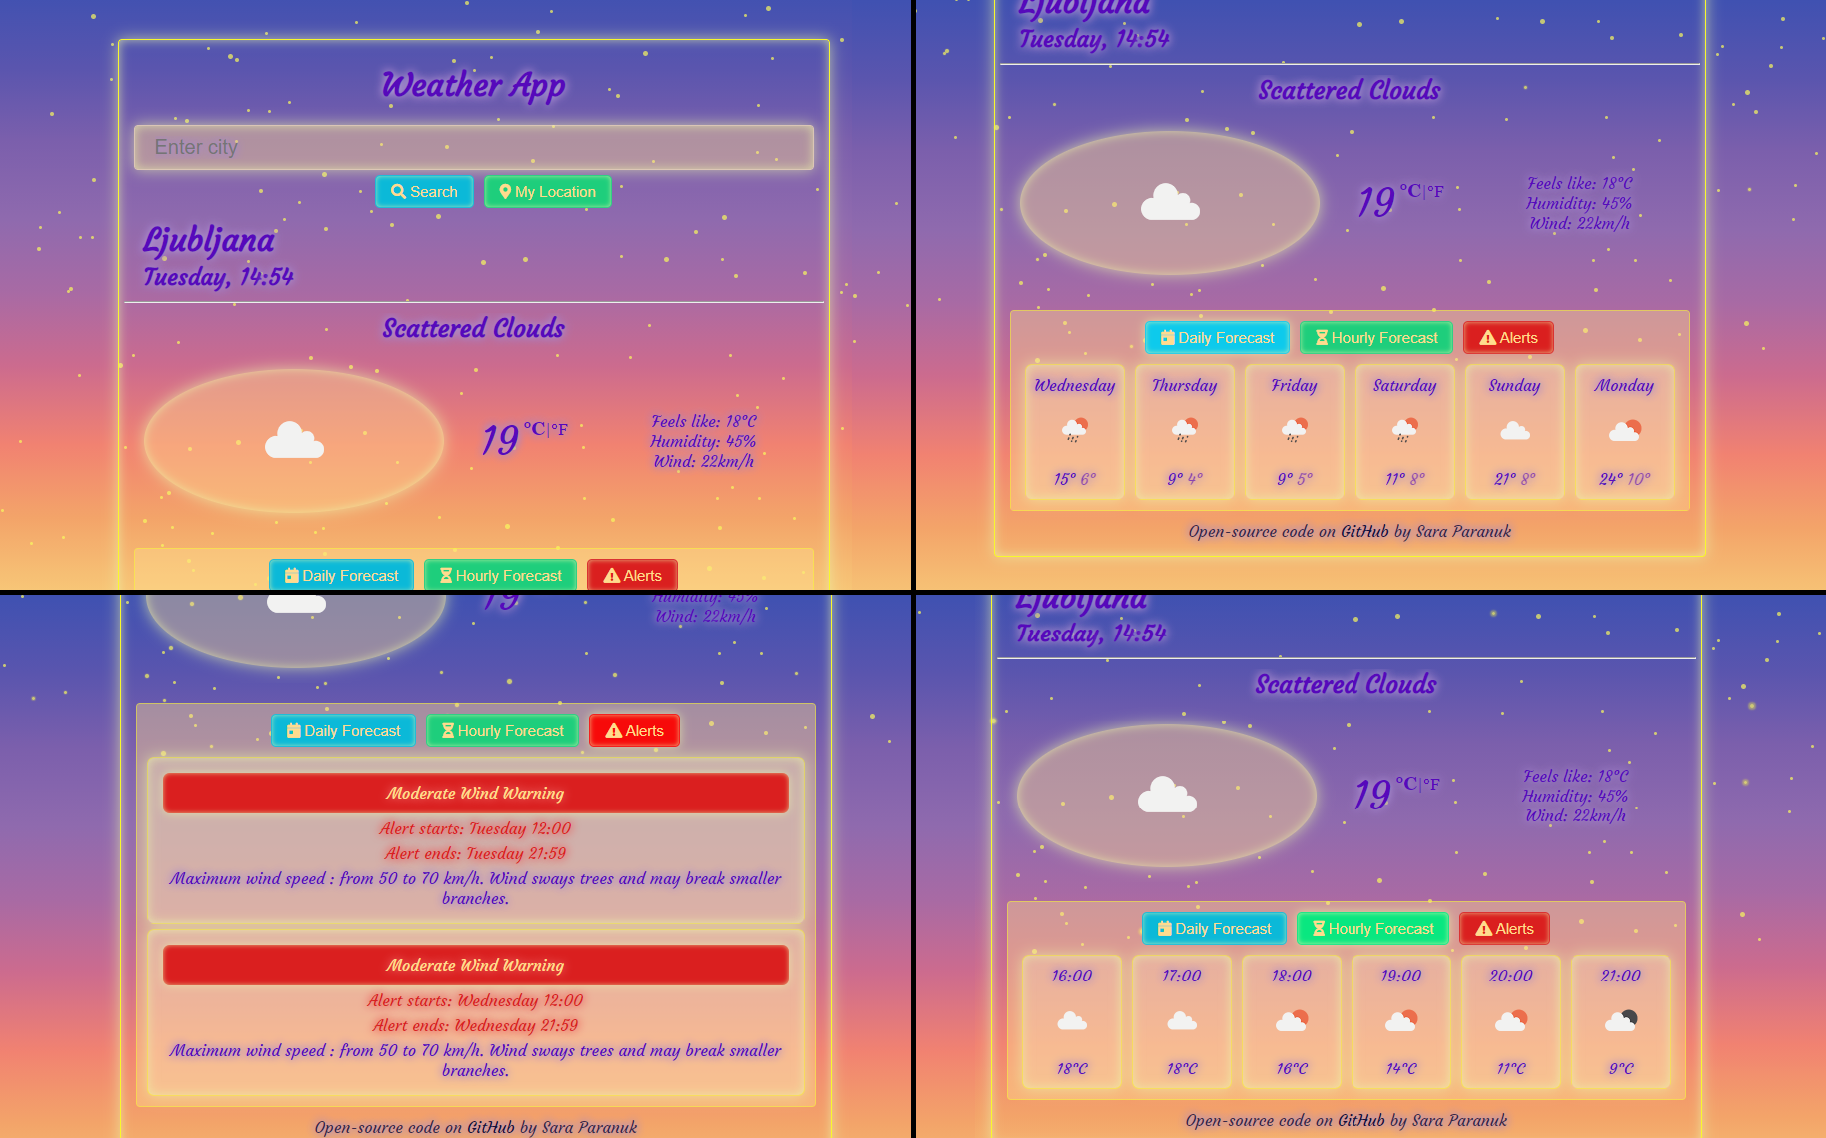 Weather App
Enter city
Search My Location
Ljubljana
Tuesday, 14:54
Scattered Clouds
19 °C|°F
Feels like: 18°C
Humidity: 45%
Wind: 22km/h
Daily Forecast Hourly Forecast Alerts
Ljubljana
Tuesday, 14:54
Scattered Clouds
19 °C|°F
Feels like: 18°C
Humidity: 45%
Wind: 22km/h
Daily Forecast Hourly Forecast Alerts
Wednesday Thursday Friday Saturday Sunday Monday
15° 6° 9° 4° 9° 5° 11° 8° 21° 8° 24° 10°
Open-source code on GitHub by Sara Paranuk
19
Humidity: 45%
Wind: 22km/h
Daily Forecast Hourly Forecast Alerts
Moderate Wind Warning
Alert starts: Tuesday 12:00
Alert ends: Tuesday 21:59
Maximum wind speed : from 50 to 70 km/h. Wind sways trees and may break smaller
branches.
Moderate Wind Warning
Alert starts: Wednesday 12:00
Alert ends: Wednesday 21:59
Maximum wind speed : from 50 to 70 km/h. Wind sways trees and may break smaller
branches.
Open-source code on GitHub by Sara Paranuk
Ljubljana
Tuesday, 14:54
Scattered Clouds
19 °C|°F
Feels like: 18°C
Humidity: 45%
Wind: 22km/h
Daily Forecast Hourly Forecast Alerts
16:00 17:00 18:00 19:00 20:00 21:00
18°C 18°C 16°C 14°C 11°C 9°C
Open-source code on GitHub by Sara Paranuk